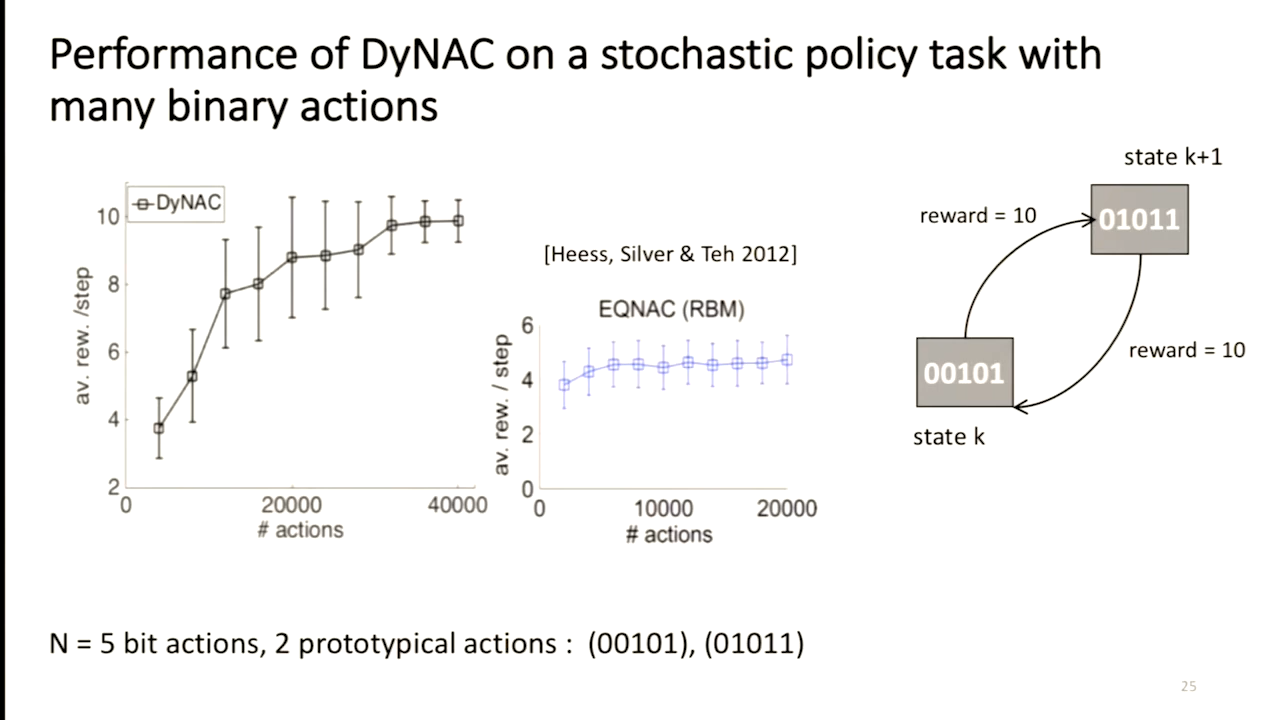 Performance of DyNAC on a stochastic policy task with
many binary actions
DyNAC
10
8
6
4
2
av. rew. /step
0
20000
40000
# actions
[Heess, Silver & Teh 2012]
EQNAC (RBM)
6
4
2
0
av. rew. / step
0
10000
20000
# actions
state k+1
reward = 10
01011
reward = 10
00101
state k
N = 5 bit actions, 2 prototypical actions : (00101), (01011)
25